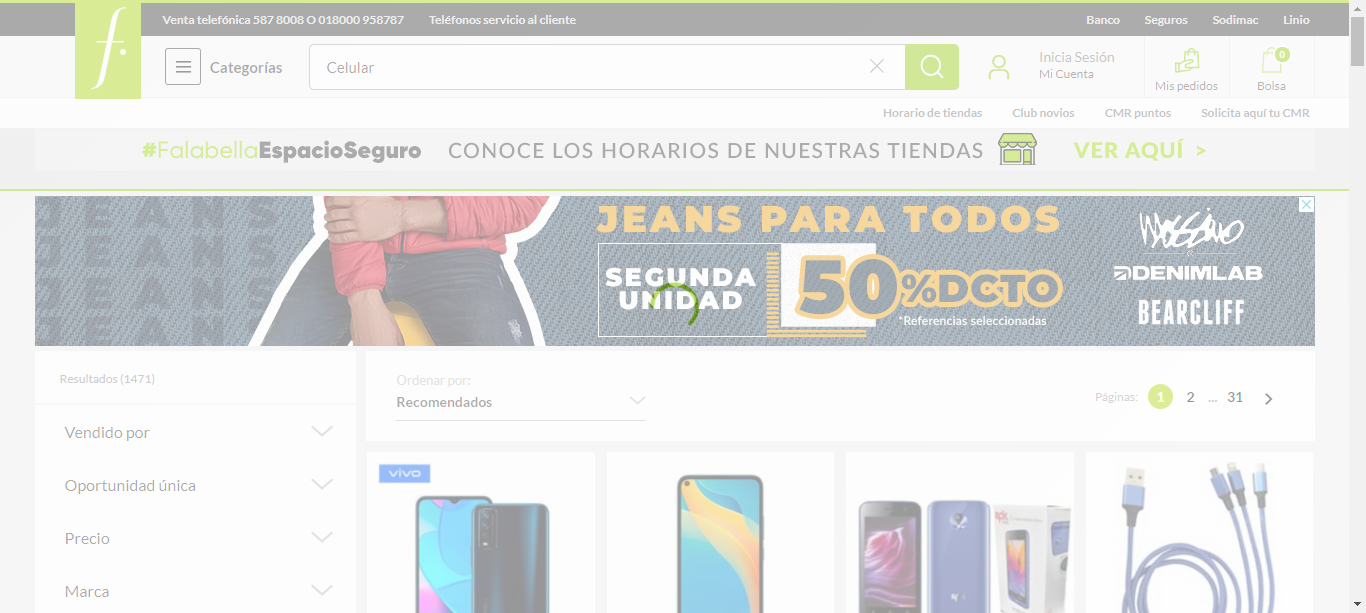 Venta telefónica 587 8008 O 018000 958787
Teléfonos servicio al cliente
Banco
Seguros
Sodimac
Linio
f.
Categorías
Celular
Inicia Sesión
Mi Cuenta
Mis pedidos
0
Bolsa
Horario de tiendas
Club novios
CMR puntos
Solicita aquí tu CMR
#FalabellaEspacioSeguro
CONOCE LOS HORARIOS DE NUESTRAS TIENDAS
VER AQUÍ >
JEANS
JEANS PARA TODOS
SEGUNDA
UNIDAD
50%DCTO
*Referencias seleccionadas
MOSSIMO
DENIMLAB
BEARCLIFF
Resultados (1471)
Vendido por
Oportunidad única
Precio
Marca
Ordenar por:
Recomendados
Páginas:
1
2
...
31
vivo